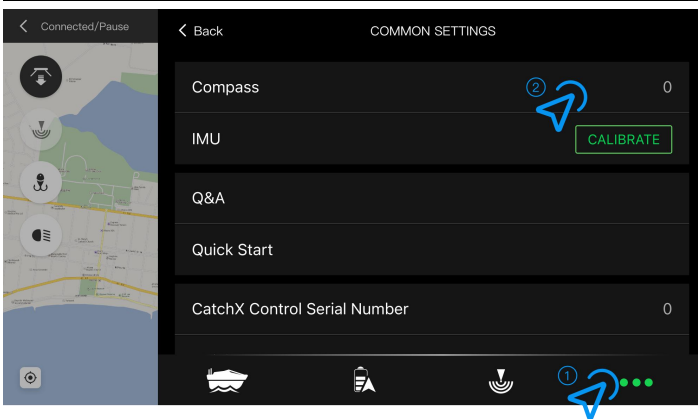 Connected/Pause
Back
COMMON SETTINGS
Compass
2
0
IMU
CALIBRATE
Q&A
Quick Start
CatchX Control Serial Number
0
1